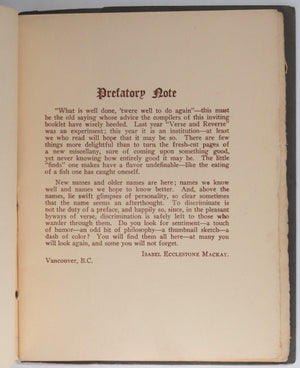 Prefatory Note
"What is well done, 'twere well to do again"—this must
be the old saying whose advice the compilers of this inviting
booklet have wisely heeded. Last year "Verse and Reverse"
was an experiment; this year it is an institution—at least
we who read will hope that it may be so. There are few
things more delightful than to turn the fresh-cut pages of
a new miscellany, sure of coming upon something good,
yet never knowing how entirely good it may be. The little
"finds" one makes have a flavor undefinable—like the eating
of a fish one has caught oneself.
New names and older names are here; names we know
well and names we hope to know better. And, above the
names, lie swift glimpses of personality, so clear sometimes
that the name seems an afterthought. To discriminate is
not the duty of a preface, and happily so, since, in the pleasant
byways of verse, discrimination is safely left to those who
wander through them. Do you look for sentiment—a touch
of humor—an odd bit of philosophy—a thumbnail sketch—a
dash of color? You will find them all here—at many you
will look again, and some you will not forget.
Isabel Ecclestone Mackay.
Vancouver, B.C.